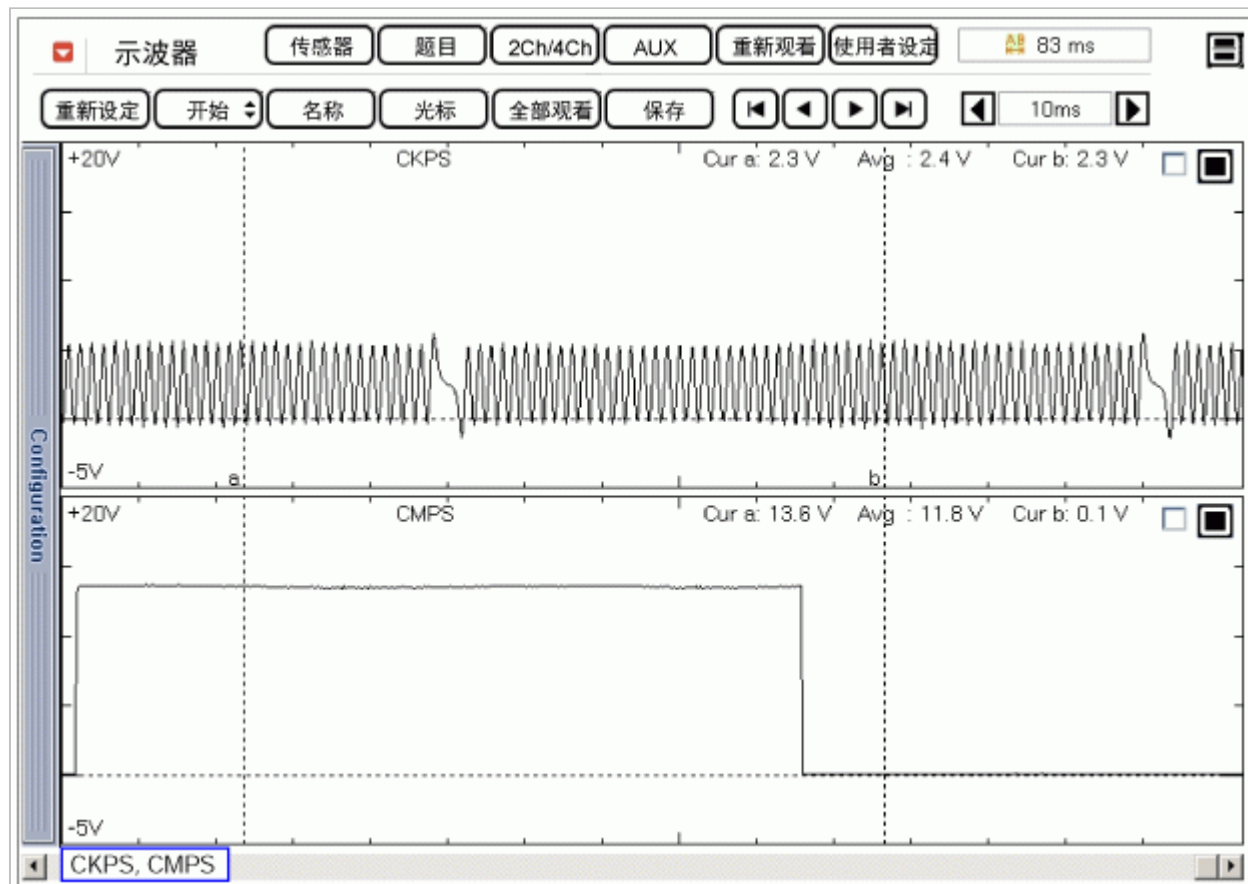 示波器 传感器 题目 2Ch/4Ch AUX 重新观看 使用者设定 AB 83 ms
重新设定 开始 名称 光标 全部观看 保存 10ms
+20V CKPS Cur a: 2.3 V Avg : 2.4 V Cur b: 2.3 V
Configuration
-5V a b
+20V CMPS Cur a: 13.6 V Avg : 11.8 V Cur b: 0.1 V
-5V
CKPS, CMPS